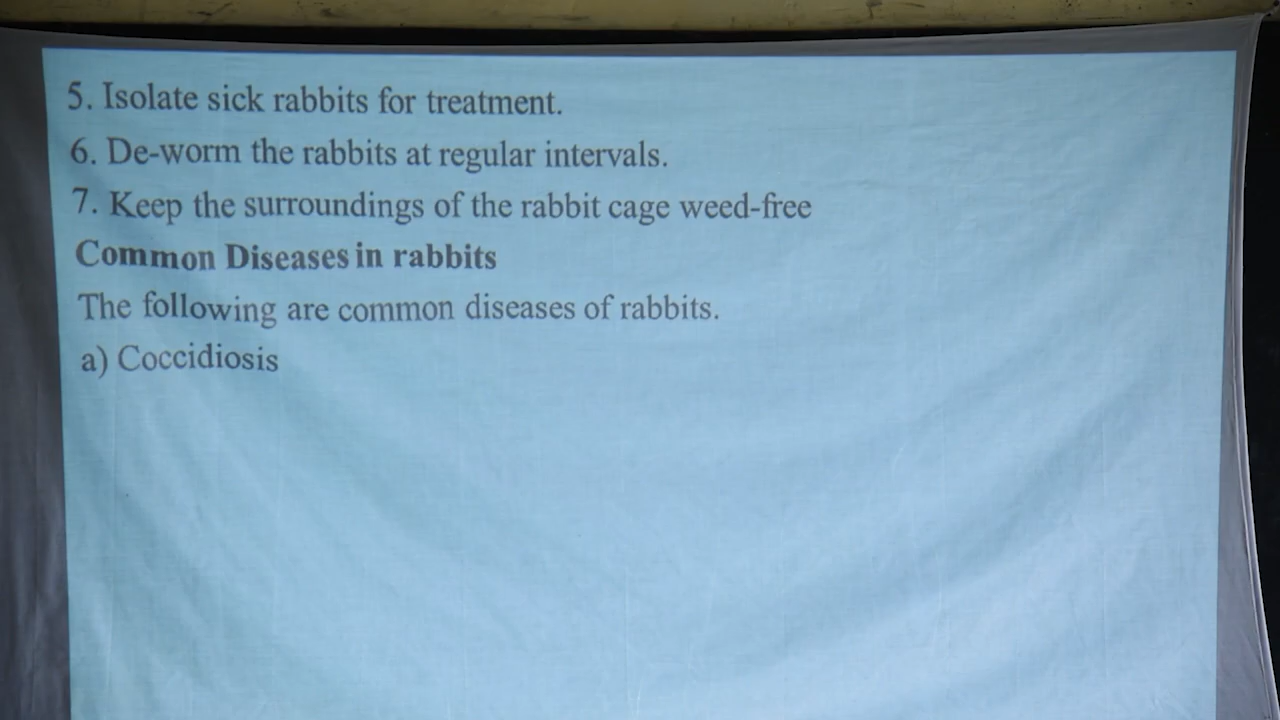 5. Isolate sick rabbits for treatment.
6. De-worm the rabbits at regular intervals.
7. Keep the surroundings of the rabbit cage weed-free
Common Diseases in rabbits
The following are common diseases of rabbits.
a) Coccidiosis